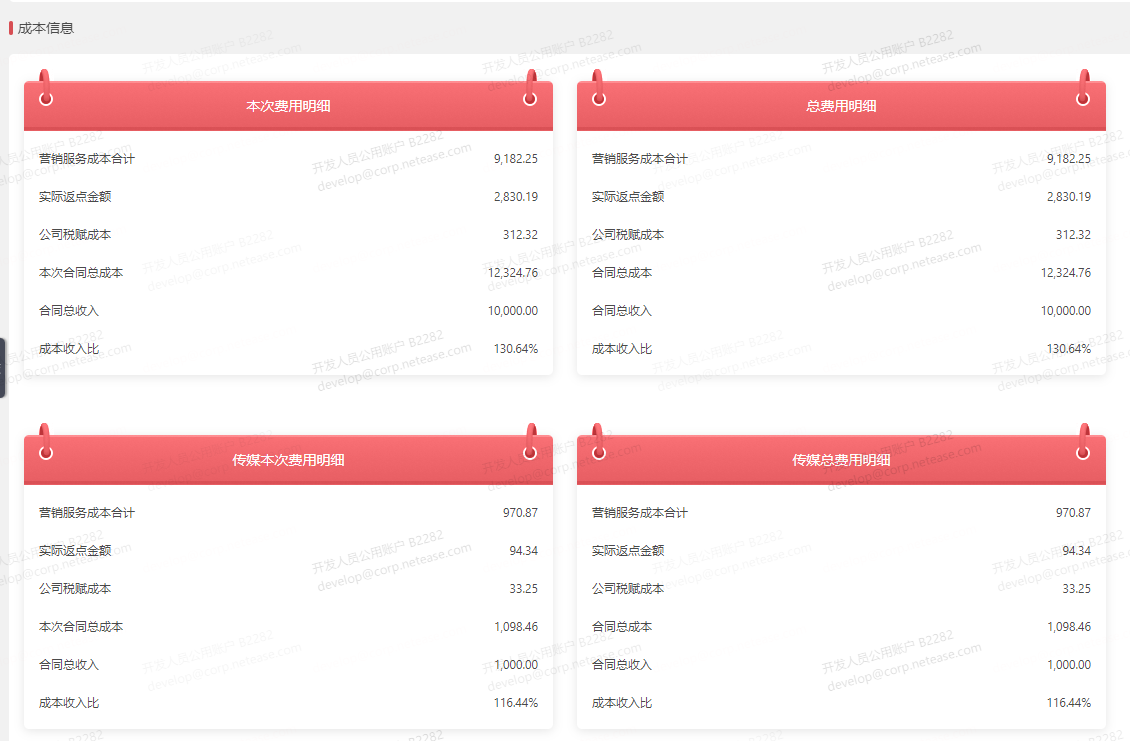 成本信息
本次费用明细
营销服务成本合计 9,182.25
实际返点金额 2,830.19
公司税赋成本 312.32
本次合同总成本 12,324.76
合同总收入 10,000.00
成本收入比 130.64%
总费用明细
营销服务成本合计 9,182.25
实际返点金额 2,830.19
公司税赋成本 312.32
合同总成本 12,324.76
合同总收入 10,000.00
成本收入比 130.64%
传媒本次费用明细
营销服务成本合计 970.87
实际返点金额 94.34
公司税赋成本 33.25
本次合同总成本 1,098.46
合同总收入 1,000.00
成本收入比 116.44%
传媒总费用明细
营销服务成本合计 970.87
实际返点金额 94.34
公司税赋成本 33.25
合同总成本 1,098.46
合同总收入 1,000.00
成本收入比 116.44%
开发人员公用账户 B2282
develop@corp.netease.com